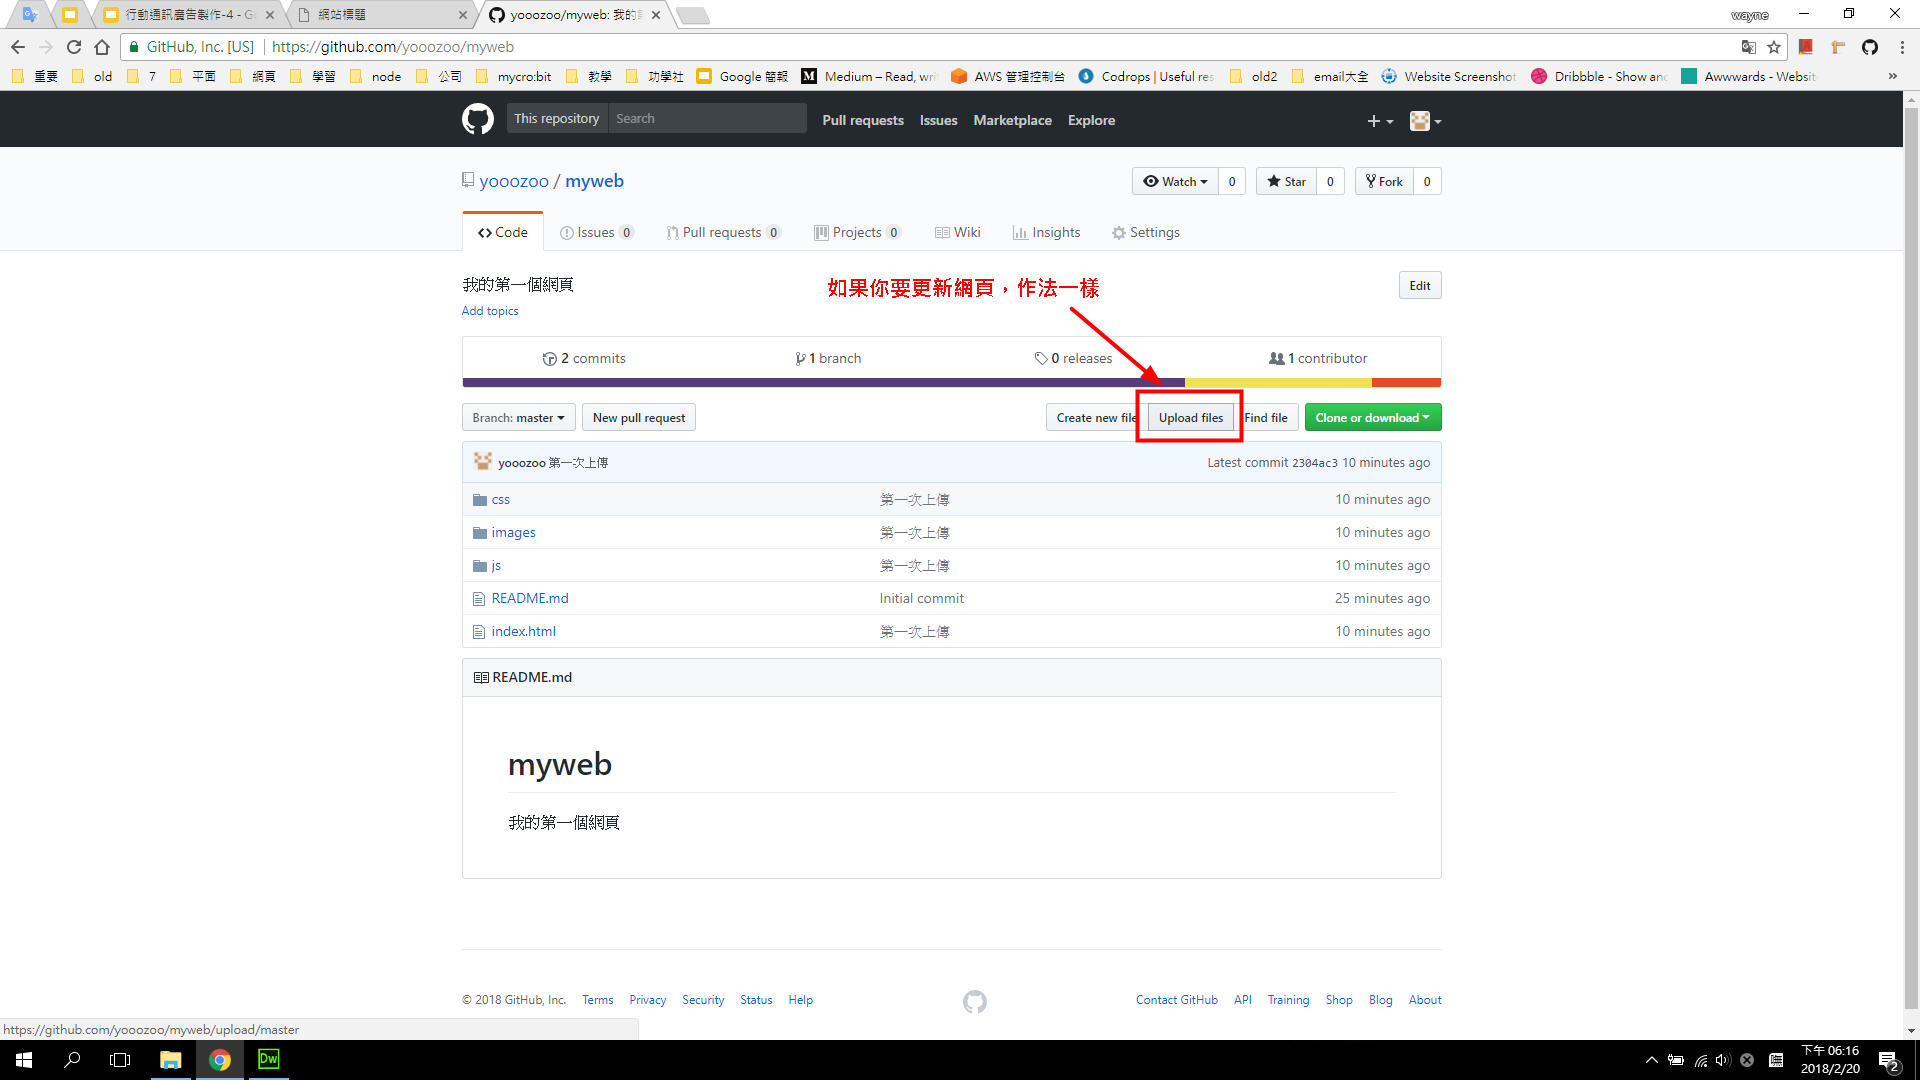 行動通訊廣告製作-4 - G
網站標題
yooozoo/myweb: 我的
wayne
GitHub, Inc. [US] https://github.com/yooozoo/myweb
重要 old 7 平面 網頁 學習 node 公司 mycro:bit 教學 功學社 Google 簡報 Medium – Read, wri AWS 管理控制台 Codrops | Useful res old2 email大全 Website Screenshot Dribbble - Show and Awwwards - Websit »
This repository Search Pull requests Issues Marketplace Explore
yooozoo / myweb Watch 0 Star 0 Fork 0
Code Issues 0 Pull requests 0 Projects 0 Wiki Insights Settings
我的第一個網頁
如果你要更新網頁，作法一樣
Edit
Add topics
2 commits 1 branch 0 releases 1 contributor
Branch: master New pull request Create new file Upload files Find file Clone or download
yooozoo 第一次上傳 Latest commit 2304ac3 10 minutes ago
css 第一次上傳 10 minutes ago
images 第一次上傳 10 minutes ago
js 第一次上傳 10 minutes ago
README.md Initial commit 25 minutes ago
index.html 第一次上傳 10 minutes ago
README.md
myweb
我的第一個網頁
© 2018 GitHub, Inc. Terms Privacy Security Status Help Contact GitHub API Training Shop Blog About
https://github.com/yooozoo/myweb/upload/master
Dw
下午 06:16
2018/2/20
2